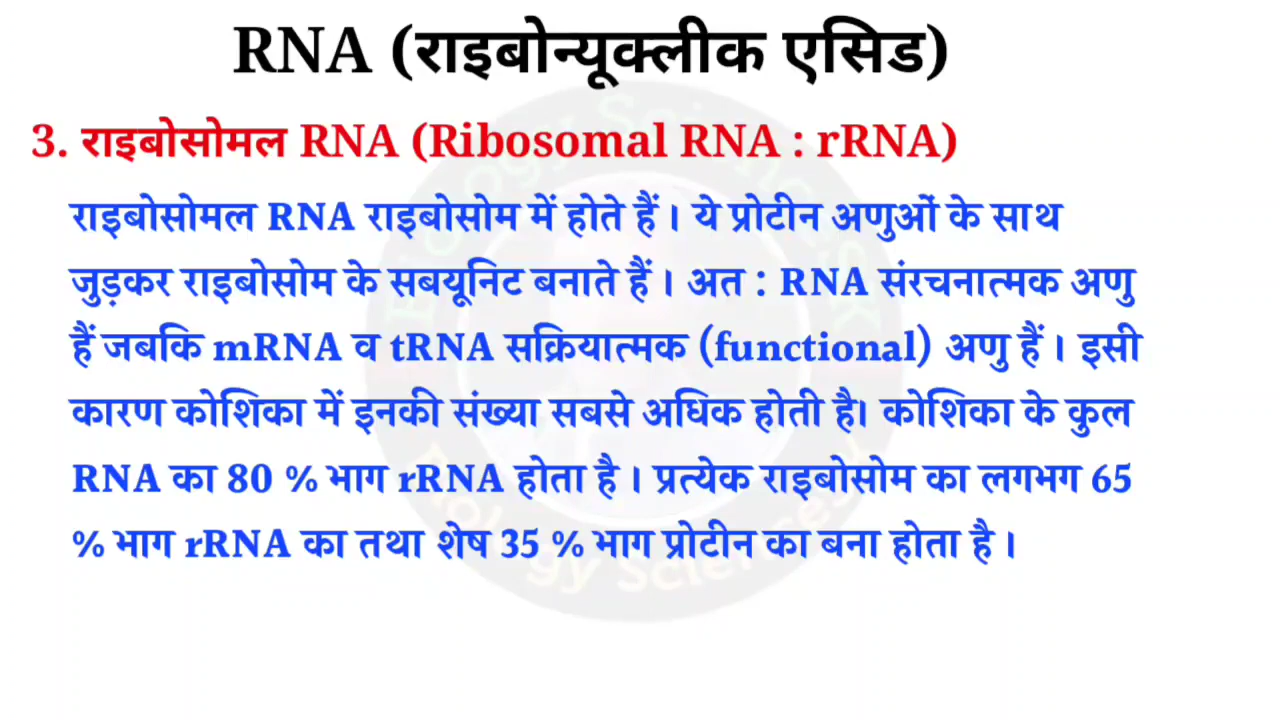 RNA (राइबोन्यूक्लीक एसिड)
3. राइबोसोमल RNA (Ribosomal RNA : rRNA)
राइबोसोमल RNA राइबोसोम में होते हैं। ये प्रोटीन अणुओं के साथ
जुड़कर राइबोसोम के सबयूनिट बनाते हैं। अत : RNA संरचनात्मक अणु
हैं जबकि mRNA व tRNA सक्रियात्मक (functional) अणु हैं। इसी
कारण कोशिका में इनकी संख्या सबसे अधिक होती है। कोशिका के कुल
RNA का 80 % भाग rRNA होता है। प्रत्येक राइबोसोम का लगभग 65
% भाग rRNA का तथा शेष 35 % भाग प्रोटीन का बना होता है।